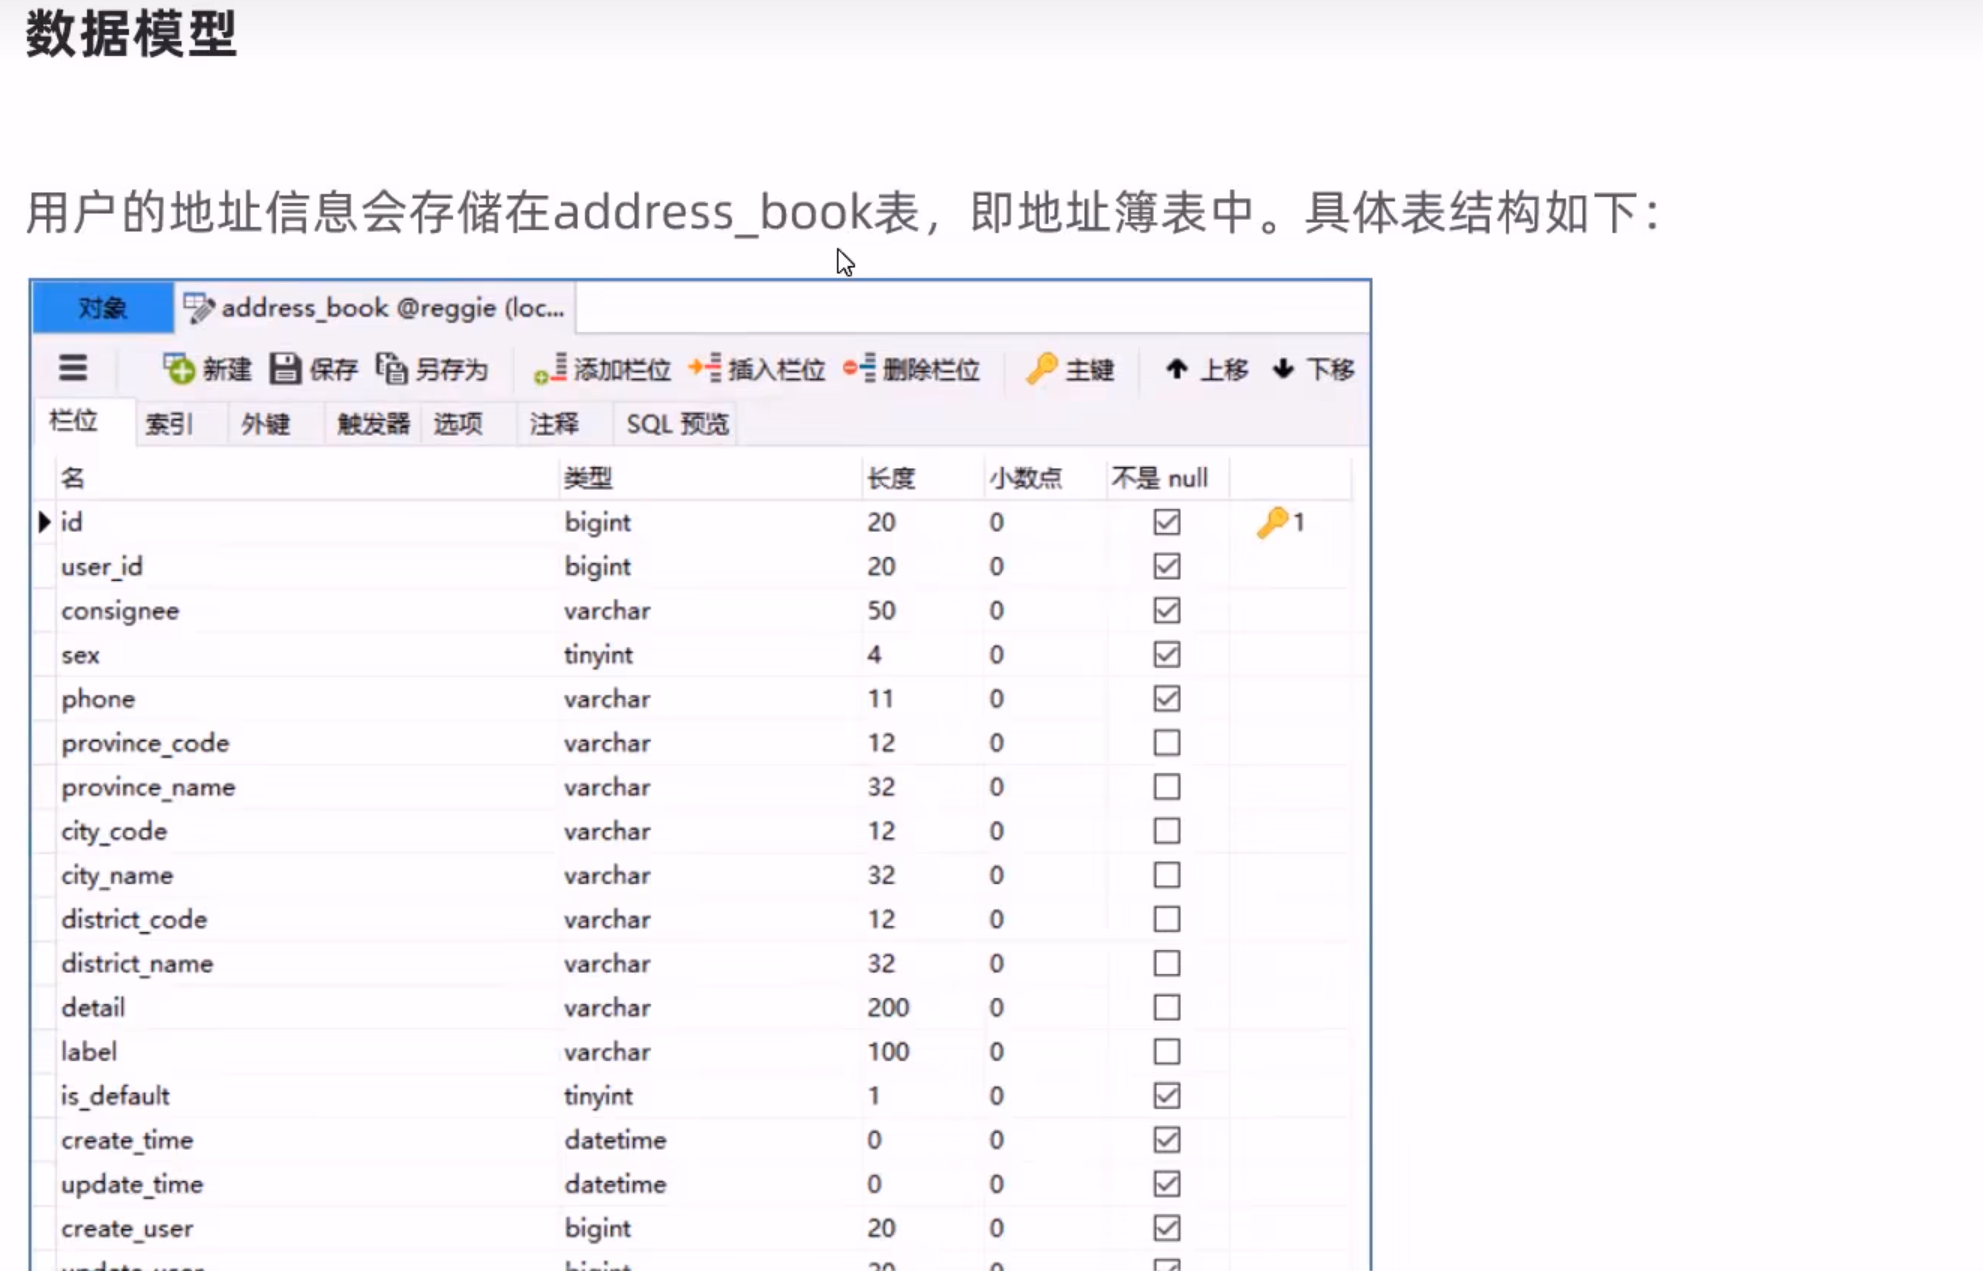 数据模型
用户的地址信息会存储在address_book表，即地址簿表中。具体表结构如下：
对象 address_book @reggie (loc...
新建 保存 另存为 添加栏位 插入栏位 删除栏位 主键 上移 下移
栏位 索引 外键 触发器 选项 注释 SQL 预览
名 类型 长度 小数点 不是 null
id bigint 20 0 1
user_id bigint 20 0
consignee varchar 50 0
sex tinyint 4 0
phone varchar 11 0
province_code varchar 12 0
province_name varchar 32 0
city_code varchar 12 0
city_name varchar 32 0
district_code varchar 12 0
district_name varchar 32 0
detail varchar 200 0
label varchar 100 0
is_default tinyint 1 0
create_time datetime 0 0
update_time datetime 0 0
create_user bigint 20 0